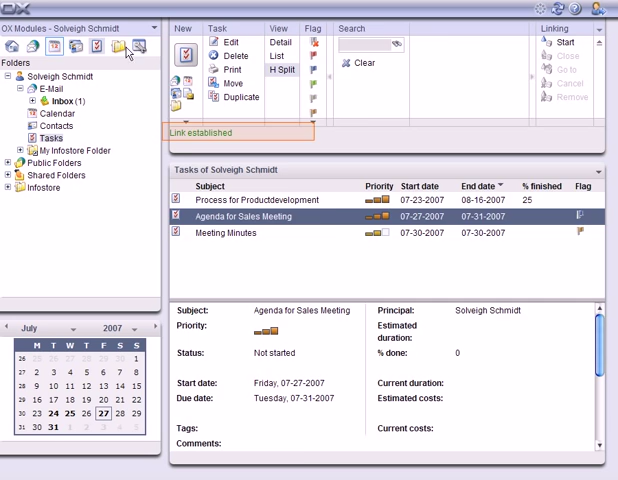 OX
OX Modules - Solveigh Schmidt
Folders
Solveigh Schmidt
E-Mail
Inbox (1)
Calendar
Contacts
Tasks
My Infostore Folder
Public Folders
Shared Folders
Infostore
New
Task
Edit
Delete
Print
Move
Duplicate
View
Detail
List
H Split
Flag
Search
Clear
Linking
Start
Close
Go to
Cancel
Remove
Link established
Tasks of Solveigh Schmidt
Subject Priority Start date End date % finished Flag
Process for Productdevelopment 07-23-2007 08-16-2007 25
Agenda for Sales Meeting 07-27-2007 07-31-2007
Meeting Minutes 07-30-2007 07-30-2007
Subject: Agenda for Sales Meeting
Priority:
Status: Not started
Start date: Friday, 07-27-2007
Due date: Tuesday, 07-31-2007
Tags:
Comments:
Principal: Solveigh Schmidt
Estimated
duration:
% done: 0
Current duration:
Estimated costs:
Current costs:
July 2007
M T W T F S S
26 25 26 27 28 29 30 1
27 2 3 4 5 6 7 8
28 9 10 11 12 13 14 15
29 16 17 18 19 20 21 22
30 23 24 25 26 27 28 29
31 30 31 1 2 3 4 5